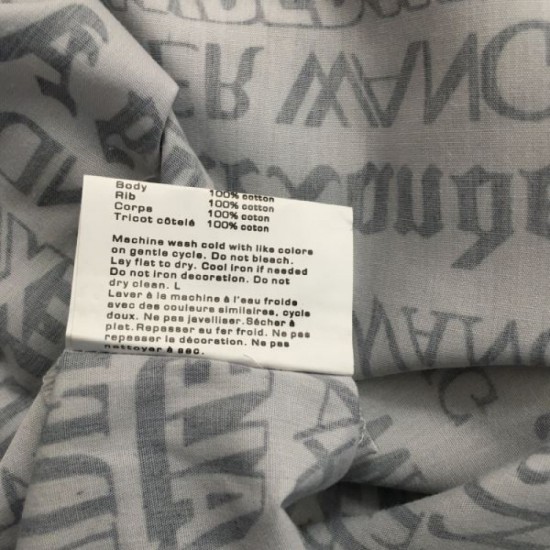 ER WANG
Body 100% cotton
Rib 100% cotton
Corps 100% coton
Tricot côtelé 100% coton
Machine wash cold with like colors
on gentle cycle. Do not bleach.
Lay flat to dry. Cool iron if needed
Do not iron decoration. Do not
dry clean. L
Laver à la machine à l'eau froide
avec des couleurs similaires, cycle
doux. Ne pas javelliser. Sécher à
plat. Repasser au fer froid. Ne pas
repasser la décoration. Ne pas
nettoyer à sec.